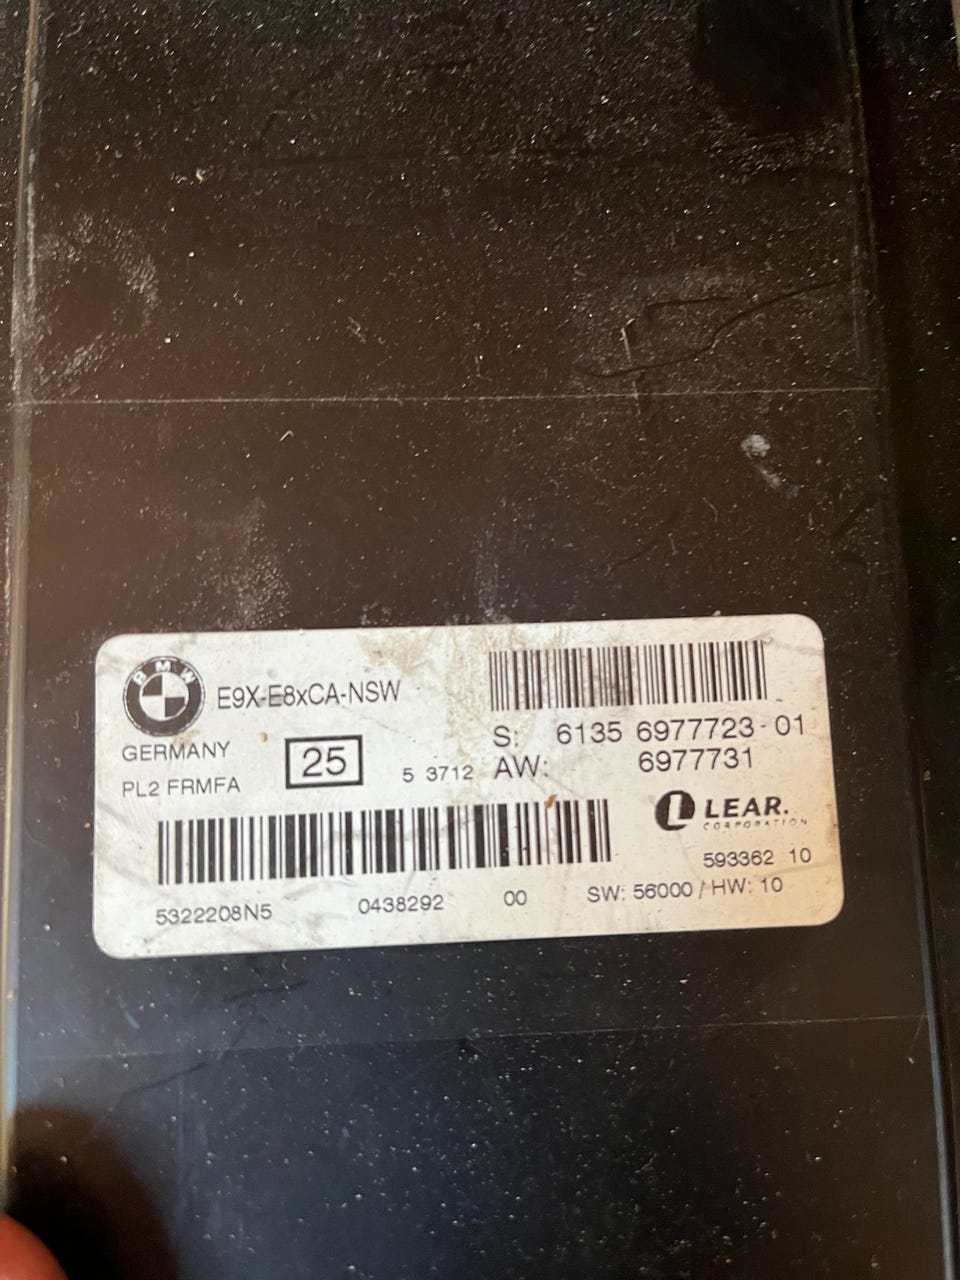 BMW
E9X-E8xCA-NSW
GERMANY
PL2 FRMFA
25
5 3712
S: 6135 6977723-01
AW: 6977731
LEAR.
CORPORATION
593362 10
5322208N5 0438292 00 SW: 56000 / HW: 10